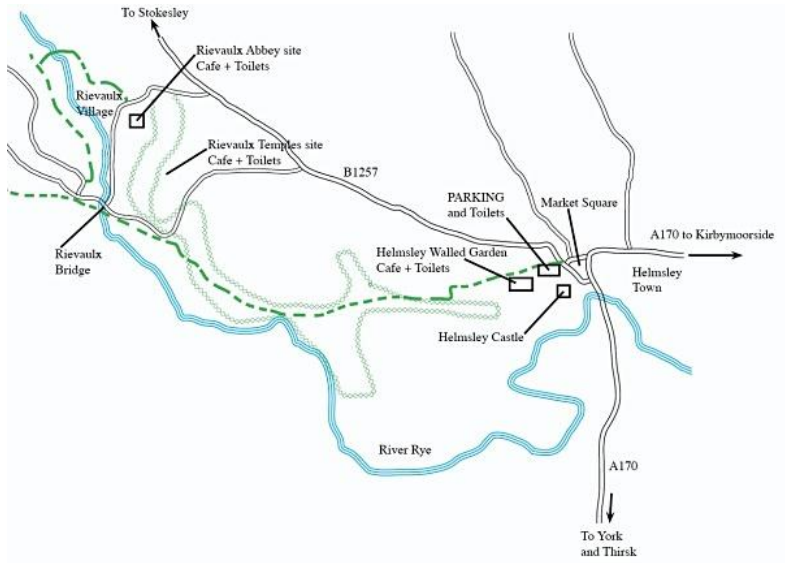 To Stokesley
Rievaulx Abbey site
Cafe + Toilets
Rievaulx
Village
Rievaulx Temples site
Cafe + Toilets
B1257
PARKING
and Toilets
Market Square
A170 to Kirbymoorside
Rievaulx
Bridge
Helmsley Walled Garden
Cafe + Toilets
Helmsley
Town
Helmsley Castle
River Rye
A170
To York
and Thirsk